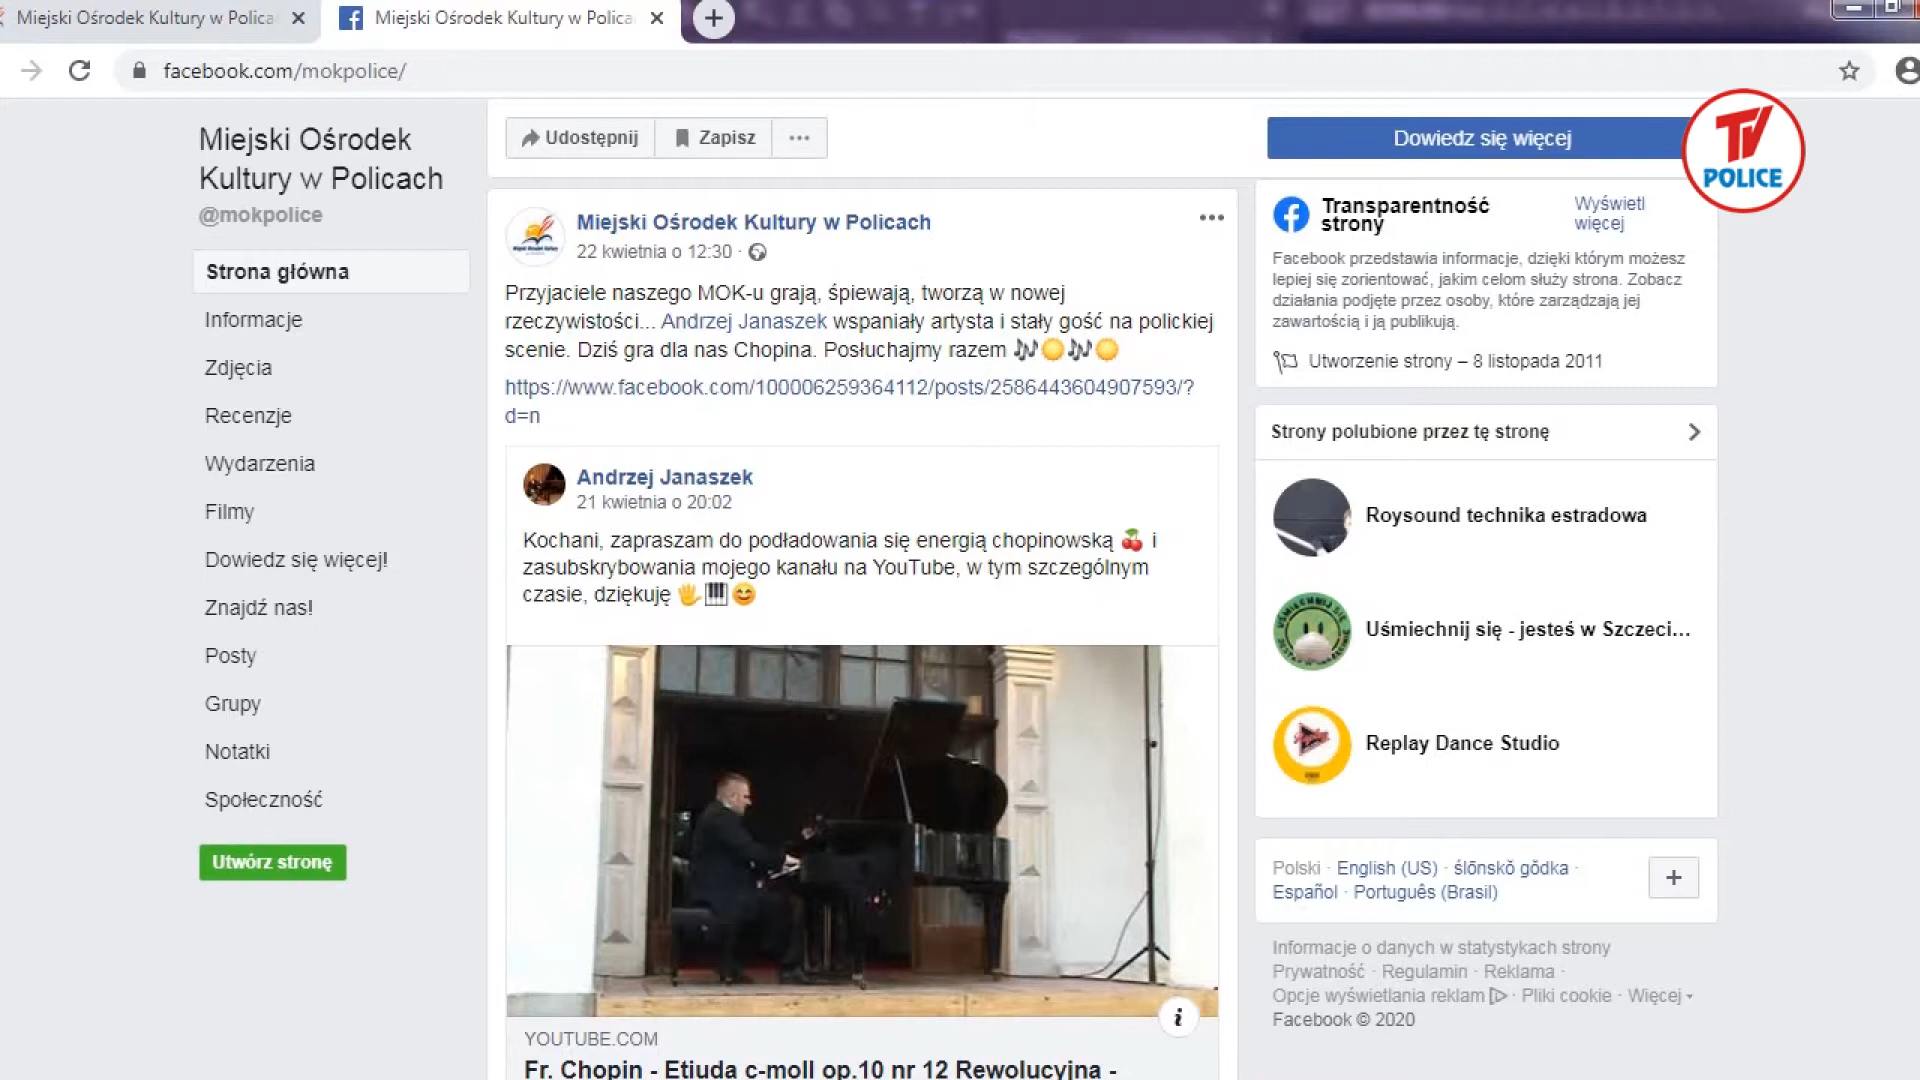 Miejski Ośrodek Kultury w Polica
Miejski Ośrodek Kultury w Polica
facebook.com/mokpolice/
TV
POLICE
Miejski Ośrodek
Kultury w Policach
@mokpolice
Strona główna
Informacje
Zdjęcia
Recenzje
Wydarzenia
Filmy
Dowiedz się więcej!
Znajdź nas!
Posty
Grupy
Notatki
Społeczność
Utwórz stronę
Udostępnij
Zapisz
Dowiedz się więcej
Miejski Ośrodek Kultury w Policach
22 kwietnia o 12:30 ·
Przyjaciele naszego MOK-u grają, śpiewają, tworzą w nowej
rzeczywistości... Andrzej Janaszek wspaniały artysta i stały gość na polickiej
scenie. Dziś gra dla nas Chopina. Posłuchajmy razem 🎶🌞🎶🌞
https://www.facebook.com/100006259364112/posts/2586443604907593/?
d=n
Andrzej Janaszek
21 kwietnia o 20:02
Kochani, zapraszam do podładowania się energią chopinowską 🍒 i
zasubskrybowania mojego kanału na YouTube, w tym szczególnym
czasie, dziękuję 🖐🎹😊
YOUTUBE.COM
Fr. Chopin - Etiuda c-moll op.10 nr 12 Rewolucyjna -
Transparentność
strony
Wyświetl
więcej
Facebook przedstawia informacje, dzięki którym możesz
lepiej się zorientować, jakim celom służy strona. Zobacz
działania podjęte przez osoby, które zarządzają jej
zawartością i ją publikują.
Utworzenie strony – 8 listopada 2011
Strony polubione przez tę stronę
Roysound technika estradowa
Uśmiechnij się - jesteś w Szczeci...
Replay Dance Studio
Polski · English (US) · ślōnskŏ gŏdka ·
Español · Português (Brasil)
Informacje o danych w statystykach strony
Prywatność · Regulamin · Reklama ·
Opcje wyświetlania reklam · Pliki cookie · Więcej
Facebook © 2020